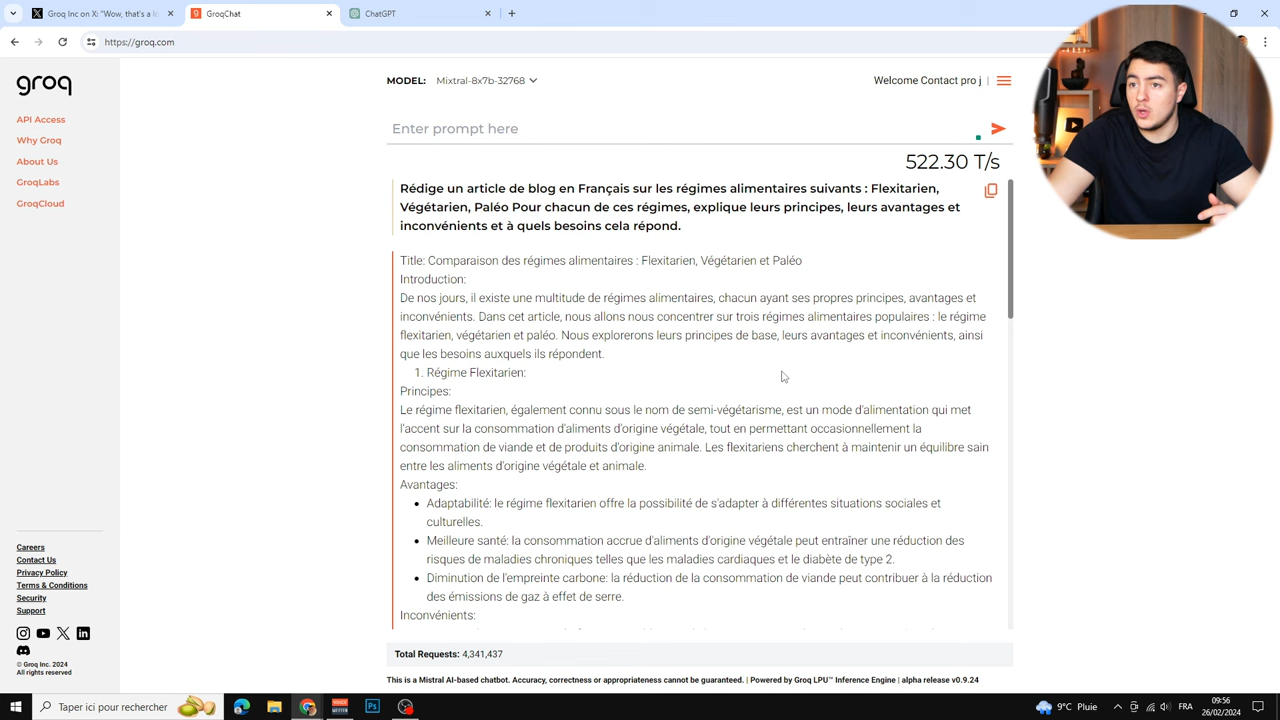 Groq Inc on X: "Wow, that's a lo
GroqChat
ChatGPT
https://groq.com
groq
API Access
Why Groq
About Us
GroqLabs
GroqCloud
MODEL: Mixtral-8x7b-32768
Welcome Contact pro j |
Enter prompt here
522.30 T/s
Rédige un article de blog en Français sur les régimes alimentaires suivants : Flexitarien,
Végétarien, Paléo Pour chacun de ces régimes, explique leurs principes, leurs avantages et
inconvénients et à quels besoins cela répond.
Title: Comparaison des régimes alimentaires : Flexitarien, Végétarien et Paléo
Introduction:
De nos jours, il existe une multitude de régimes alimentaires, chacun ayant ses propres principes, avantages et
inconvénients. Dans cet article, nous allons nous concentrer sur trois régimes alimentaires populaires : le régime
flexitarien, végétarien et paléo. Nous explorerons leurs principes de base, leurs avantages et inconvénients, ainsi
que les besoins auxquels ils répondent.
1. Régime Flexitarien:
Principes:
Le régime flexitarien, également connu sous le nom de semi-végétarisme, est un mode d'alimentation qui met
l'accent sur la consommation d'aliments d'origine végétale, tout en permettant occasionnellement la
consommation de viande et de produits d'origine animale. Les flexitariens cherchent à maintenir un équilibre sain
entre les aliments d'origine végétale et animale.
Avantages:
• Adaptabilité: le régime flexitarien offre la possibilité de s'adapter à différentes situations sociales et
culturelles.
• Meilleure santé: la consommation accrue d'aliments d'origine végétale peut entraîner une réduction des
risques de maladies chroniques telles que les maladies cardiaques et le diabète de type 2.
• Diminution de l'empreinte carbone: la réduction de la consommation de viande peut contribuer à la réduction
des émissions de gaz à effet de serre.
Inconvénients:
Careers
Contact Us
Privacy Policy
Terms & Conditions
Security
Support
© Groq Inc. 2024
All rights reserved
Total Requests: 4,341,437
This is a Mistral AI-based chatbot. Accuracy, correctness or appropriateness cannot be guaranteed. | Powered by Groq LPU™ Inference Engine | alpha release v0.9.24
Taper ici pour rechercher
9°C Pluie
FRA
09:56
26/02/2024